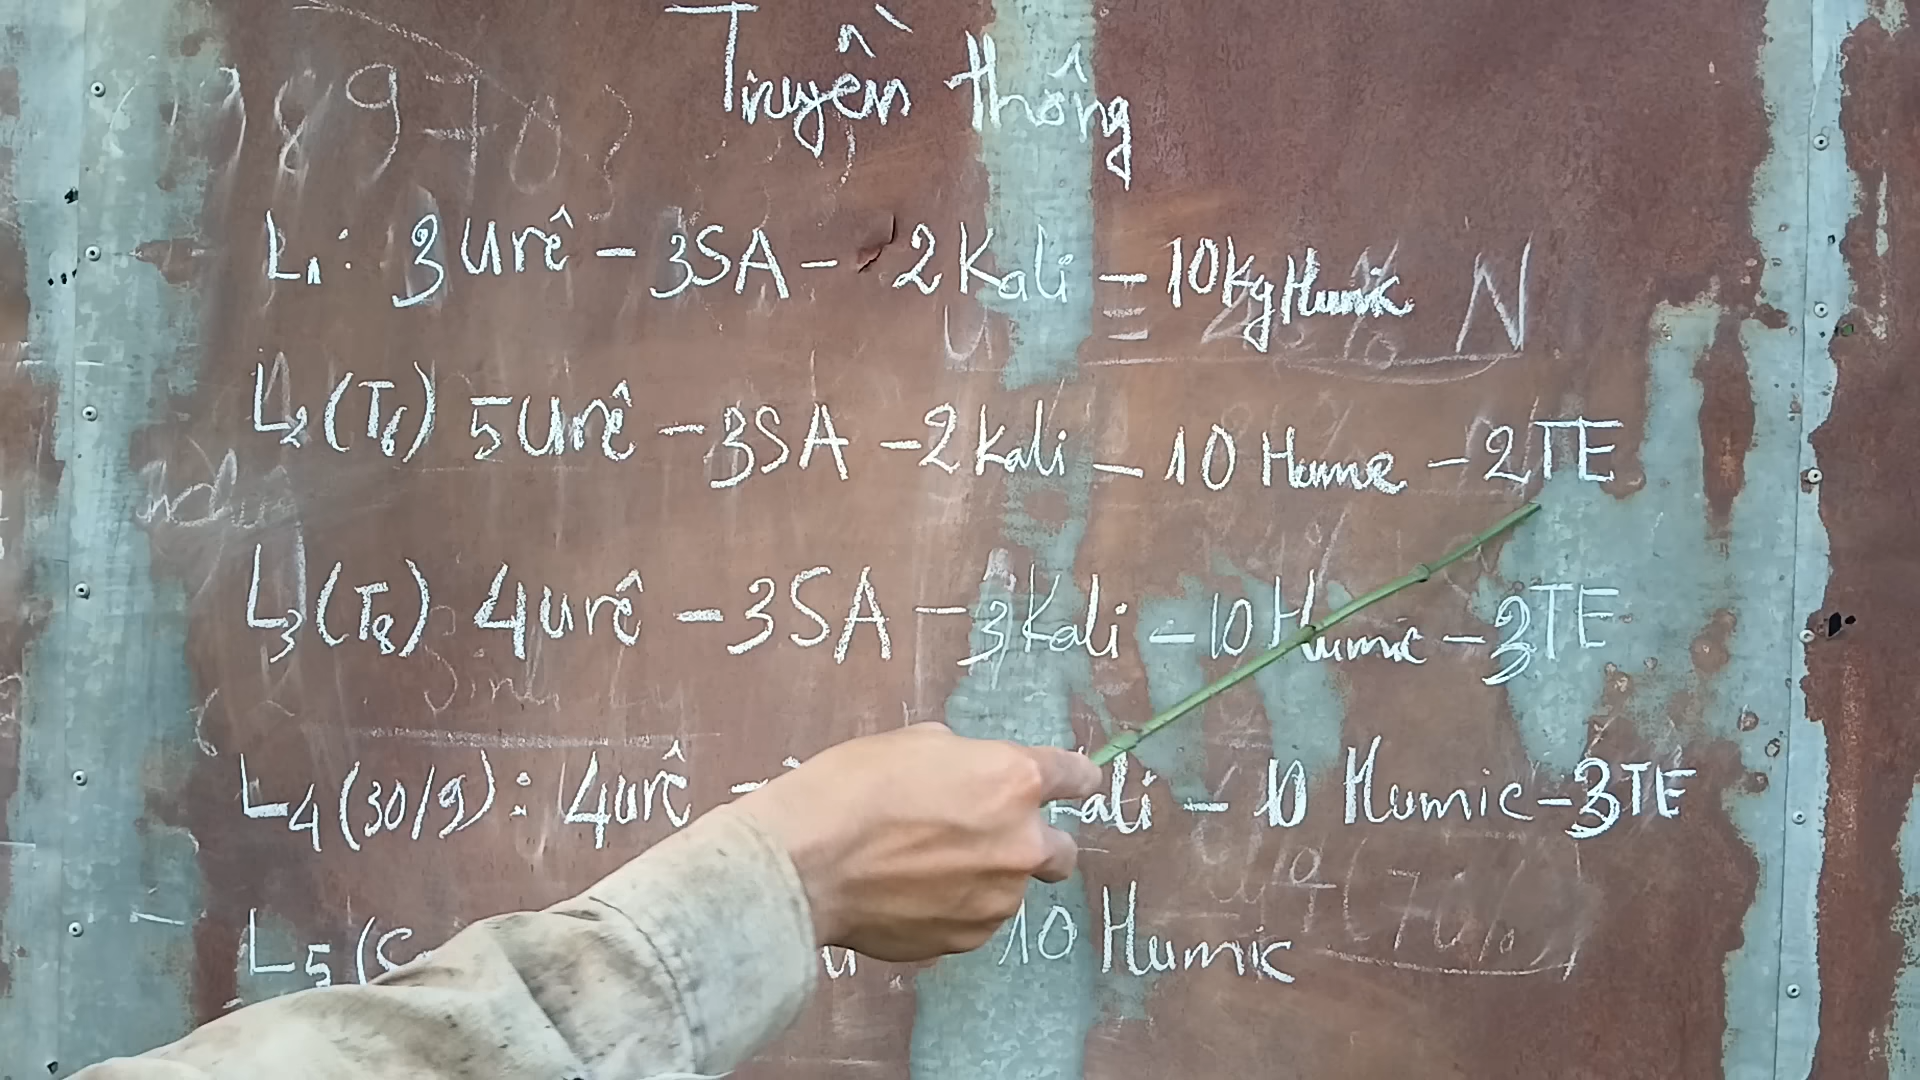 Truyền thống
L1: 3 Urê - 3SA - 2 Kali - 10kg Humic
N
L2 (T6) 5 Urê - 3SA - 2 Kali - 10 Humic - 2TE
L3 (T8) 4 urê - 3SA - 3 Kali - 10 Humic - 3TE
L4 (30/9): 4 urê - Kali - 10 Humic - 3TE
L5 ( 10 Humic